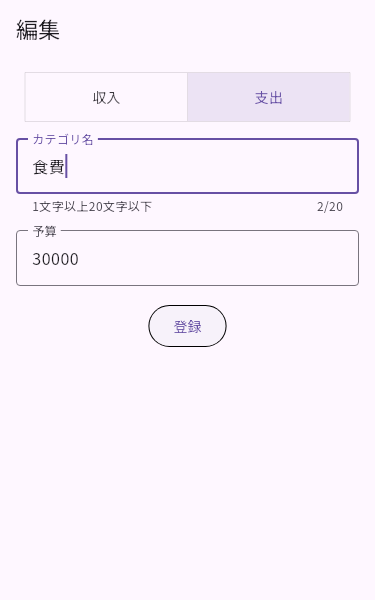 編集
収入
支出
カテゴリ名
食費
1文字以上20文字以下
2/20
予算
30000
登録